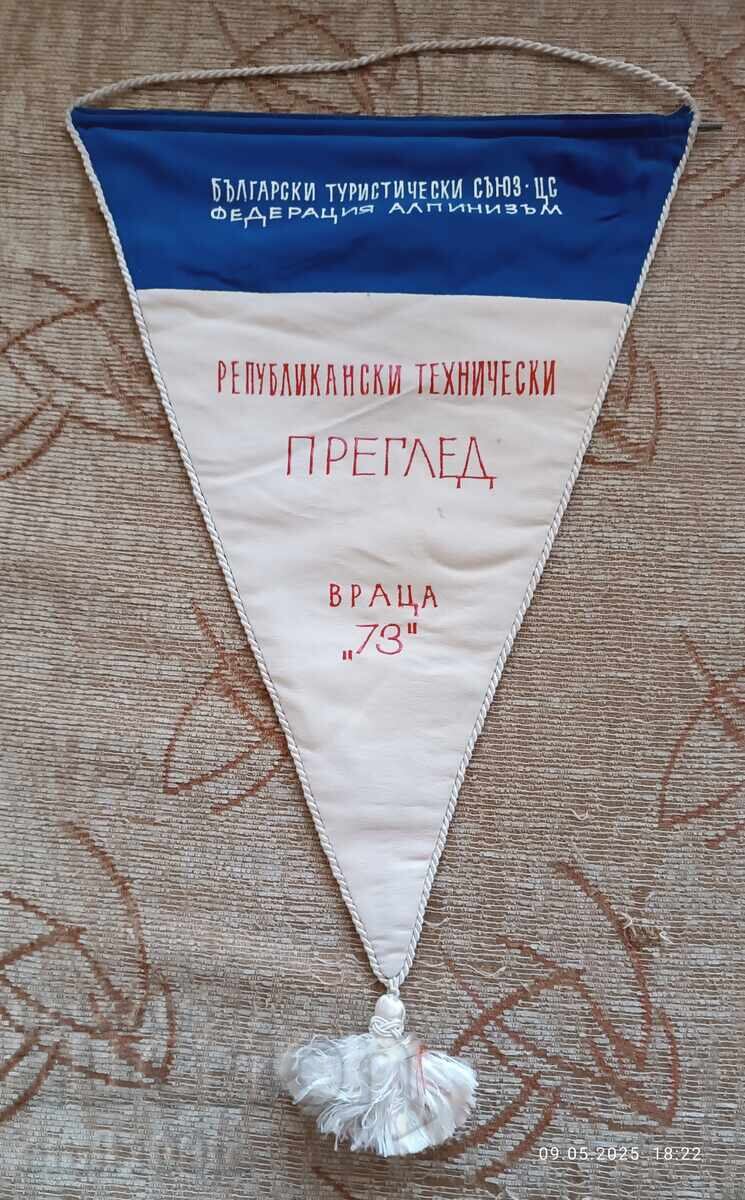 БЪЛГАРСКИ ТУРИСТИЧЕСКИ СЪЮЗ·ЦС
ФЕДЕРАЦИЯ АЛПИНИЗЪМ
РЕПУБЛИКАНСКИ ТЕХНИЧЕСКИ
ПРЕГЛЕД
ВРАЦА
„73"
09.05.2025 18:22